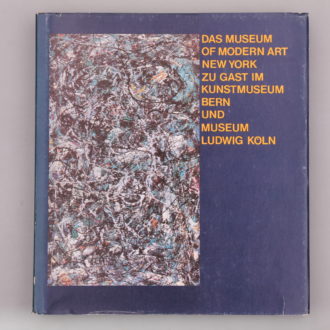 DAS MUSEUM
OF MODERN ART
NEW YORK
ZU GAST IM
KUNSTMUSEUM
BERN
UND
MUSEUM
LUDWIG KÖLN